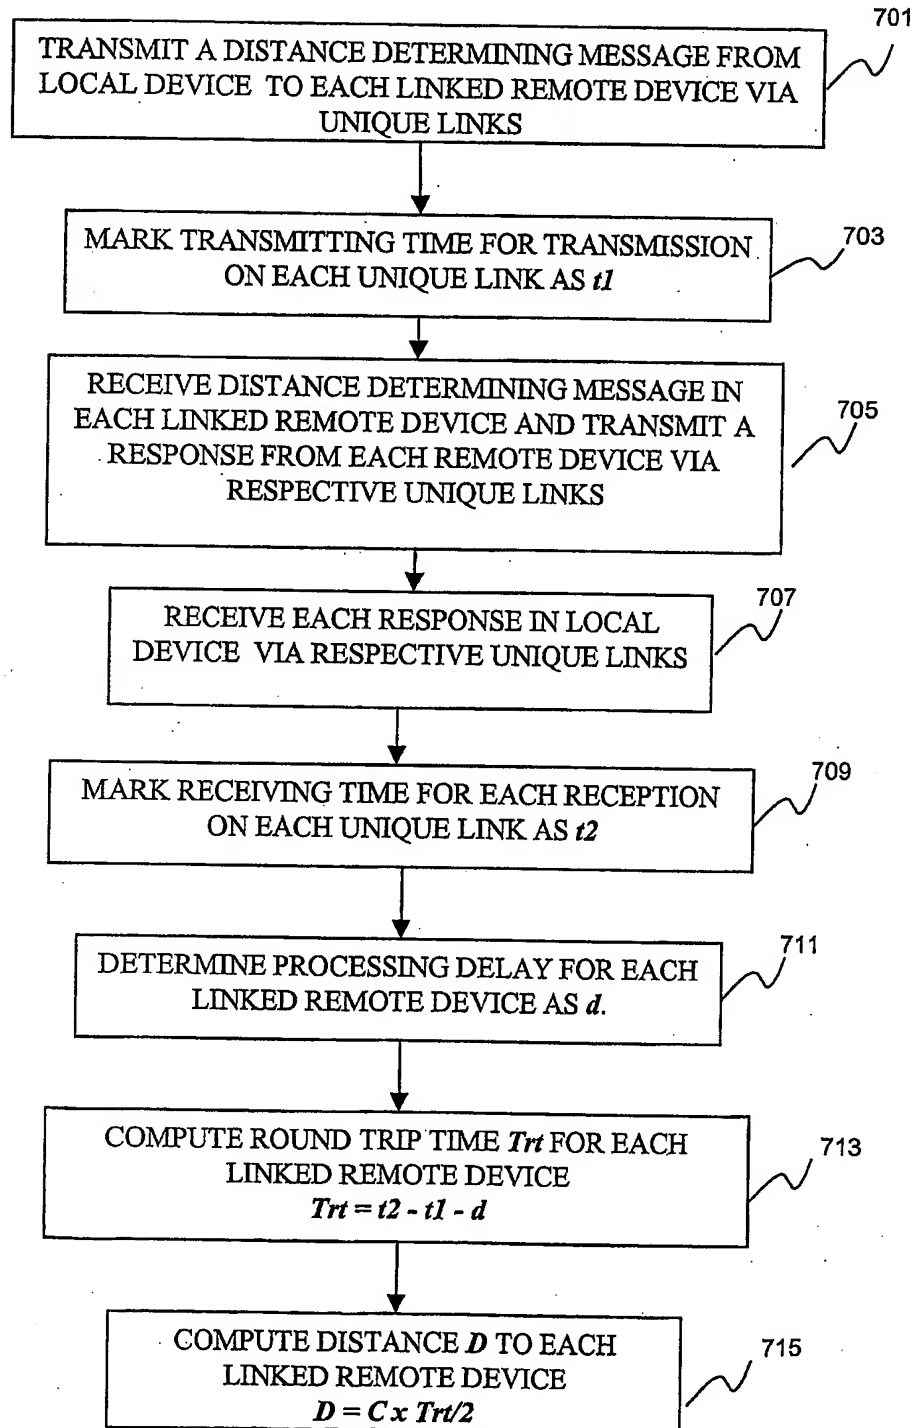 701
TRANSMIT A DISTANCE DETERMINING MESSAGE FROM
LOCAL DEVICE TO EACH LINKED REMOTE DEVICE VIA
UNIQUE LINKS
MARK TRANSMITTING TIME FOR TRANSMISSION
ON EACH UNIQUE LINK AS t1
703
RECEIVE DISTANCE DETERMINING MESSAGE IN
EACH LINKED REMOTE DEVICE AND TRANSMIT A
RESPONSE FROM EACH REMOTE DEVICE VIA
RESPECTIVE UNIQUE LINKS
705
RECEIVE EACH RESPONSE IN LOCAL
DEVICE VIA RESPECTIVE UNIQUE LINKS
707
MARK RECEIVING TIME FOR EACH RECEPTION
ON EACH UNIQUE LINK AS t2
709
DETERMINE PROCESSING DELAY FOR EACH
LINKED REMOTE DEVICE AS d.
711
COMPUTE ROUND TRIP TIME Trt FOR EACH
LINKED REMOTE DEVICE
Trt = t2 - t1 - d
713
COMPUTE DISTANCE D TO EACH
LINKED REMOTE DEVICE
D = C x Trt/2
715